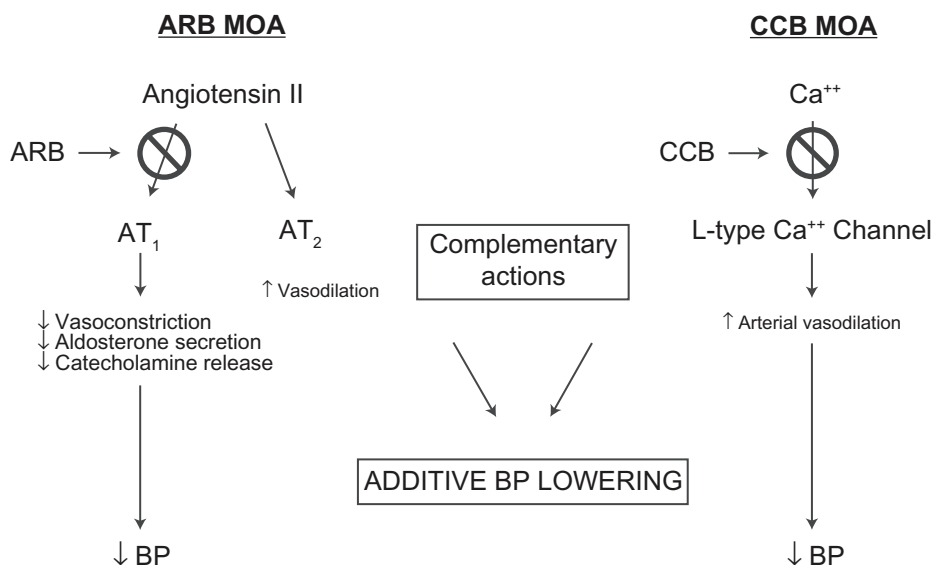 ARB MOA
Angiotensin II
ARB
AT₁
AT₂
↑ Vasodilation
↓ Vasoconstriction
↓ Aldosterone secretion
↓ Catecholamine release
↓ BP
Complementary
actions
ADDITIVE BP LOWERING
CCB MOA
Ca⁺⁺
CCB
L-type Ca⁺⁺ Channel
↑ Arterial vasodilation
↓ BP